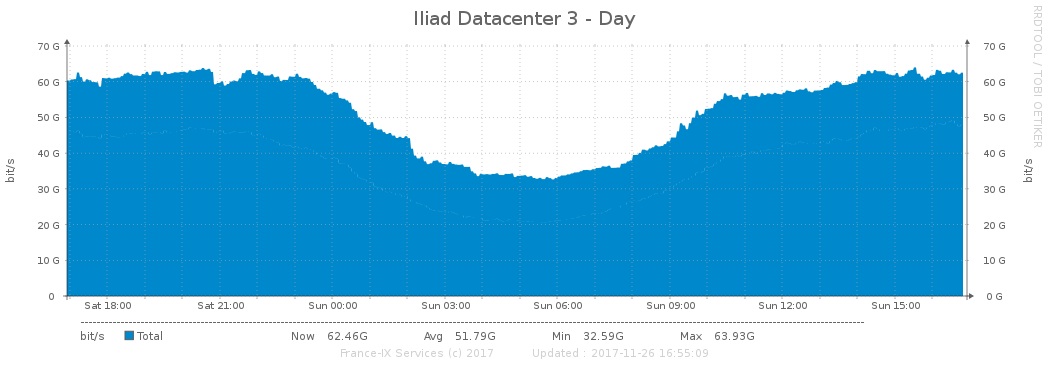 Iliad Datacenter 3 - Day
RRDTOOL / TOBI OETIKER
70 G 70 G
60 G 60 G
50 G 50 G
40 G 40 G
30 G 30 G
20 G 20 G
10 G 10 G
0 0 G
bit/s bit/s
Sat 18:00 Sat 21:00 Sun 00:00 Sun 03:00 Sun 06:00 Sun 09:00 Sun 12:00 Sun 15:00
bit/s Total Now 62.46G Avg 51.79G Min 32.59G Max 63.93G
France-IX Services (c) 2017 Updated : 2017-11-26 16:55:09